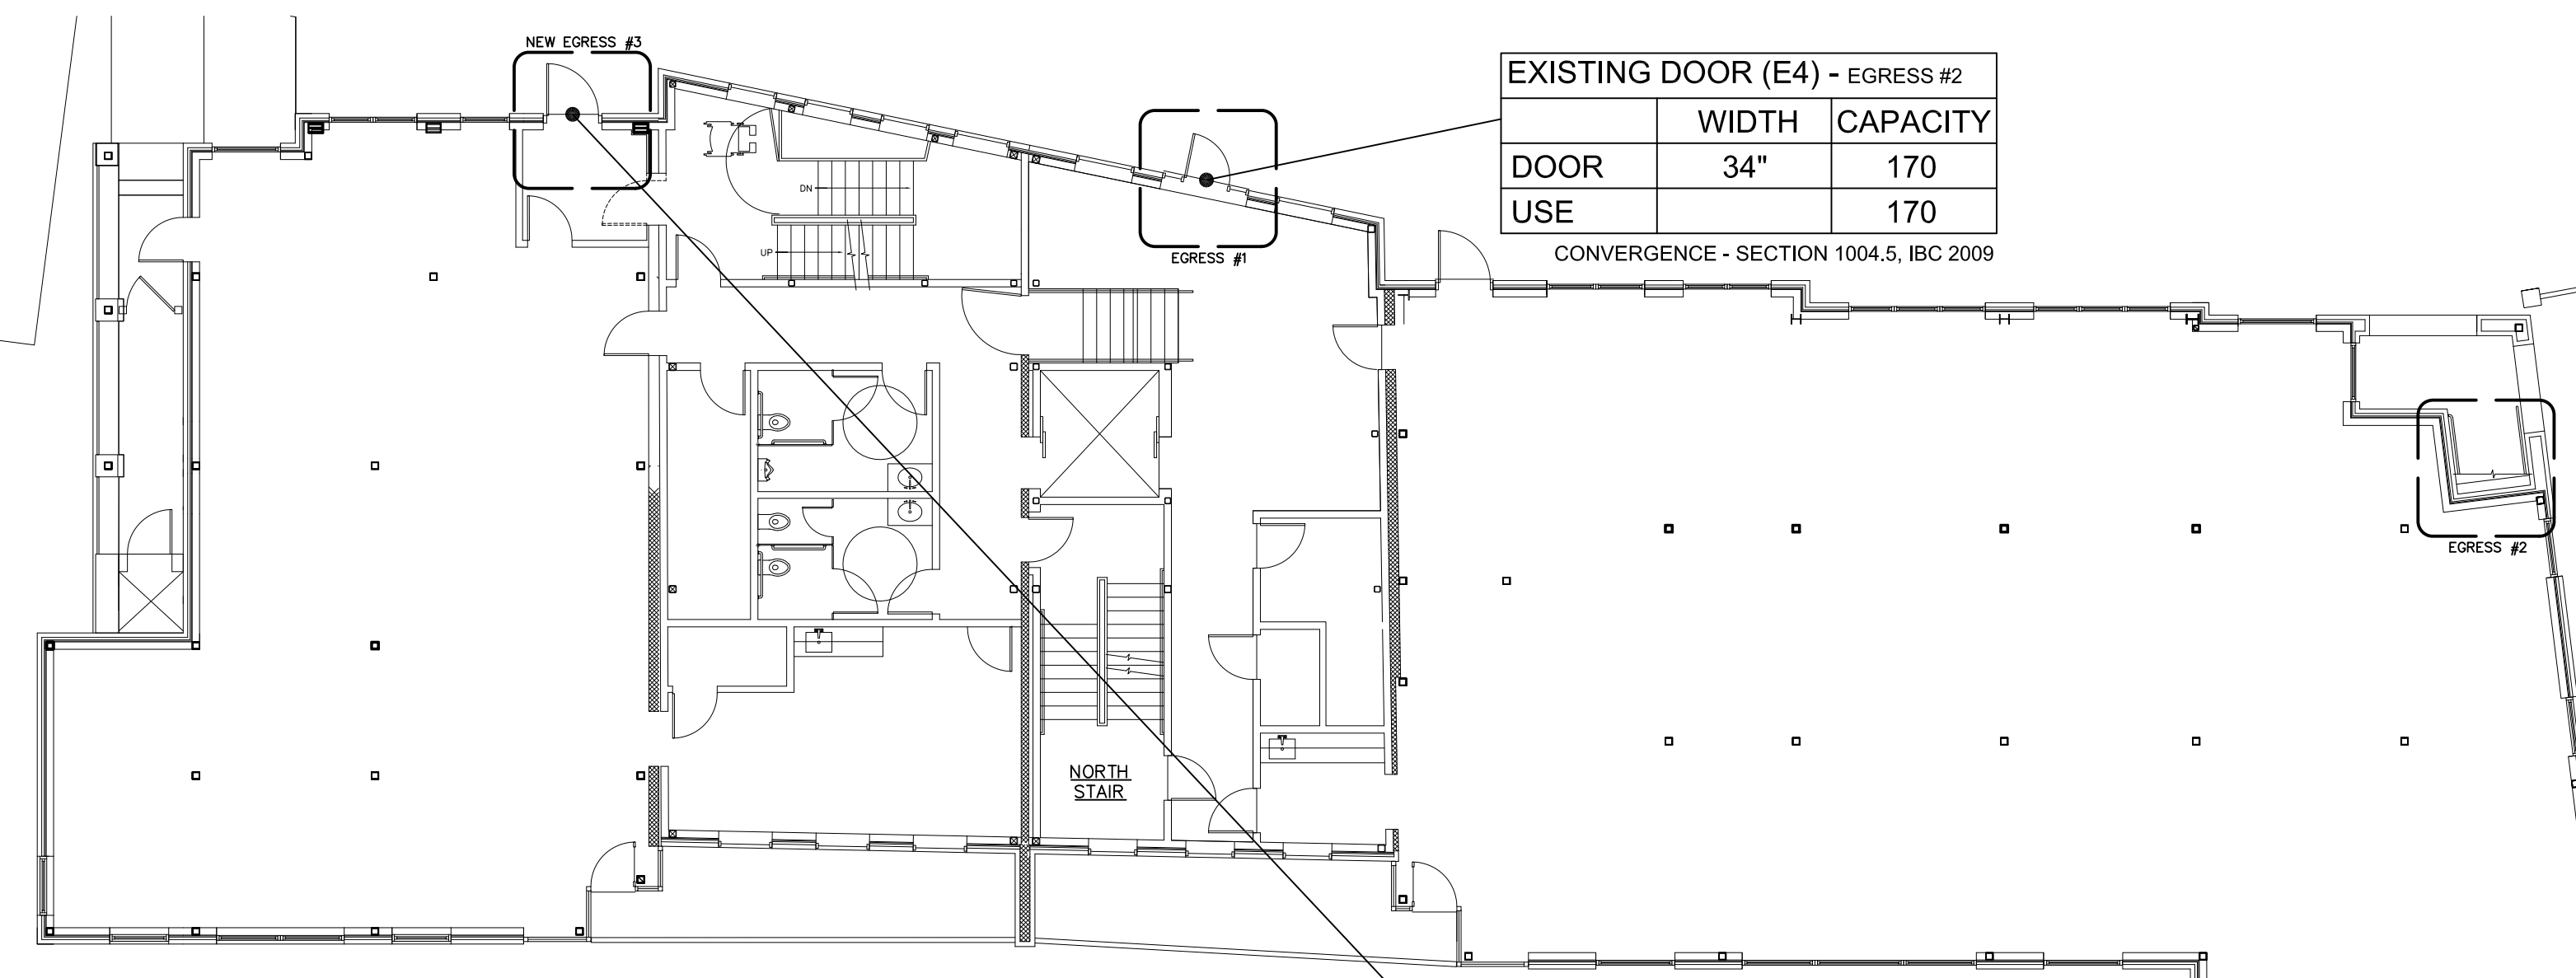 NEW EGRESS #3
EXISTING DOOR (E4) - EGRESS #2
WIDTH CAPACITY
DOOR 34" 170
USE 170
CONVERGENCE - SECTION 1004.5, IBC 2009
EGRESS #1
DN
UP
EGRESS #2
NORTH
STAIR